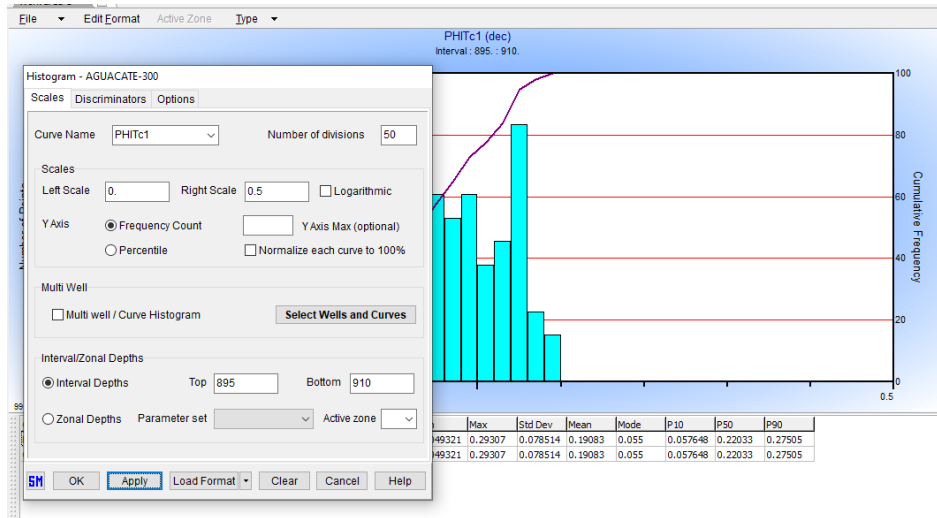 File Edit Format Active Zone Type
PHITc1 (dec)
Interval : 895. : 910.
Histogram - AGUACATE-300
Scales Discriminators Options
Curve Name PHITc1 Number of divisions 50
Scales
Left Scale 0. Right Scale 0.5 Logarithmic
Y Axis Frequency Count Y Axis Max (optional)
Percentile Normalize each curve to 100%
Multi Well
Multi well / Curve Histogram Select Wells and Curves
Interval/Zonal Depths
Interval Depths Top 895 Bottom 910
Zonal Depths Parameter set Active zone
SM OK Apply Load Format Clear Cancel Help
100
80
60
40
20
0
Cumulative Frequency
0.5
99
Max Std Dev Mean Mode P10 P50 P90
49321 0.29307 0.078514 0.19083 0.055 0.057648 0.22033 0.27505
49321 0.29307 0.078514 0.19083 0.055 0.057648 0.22033 0.27505